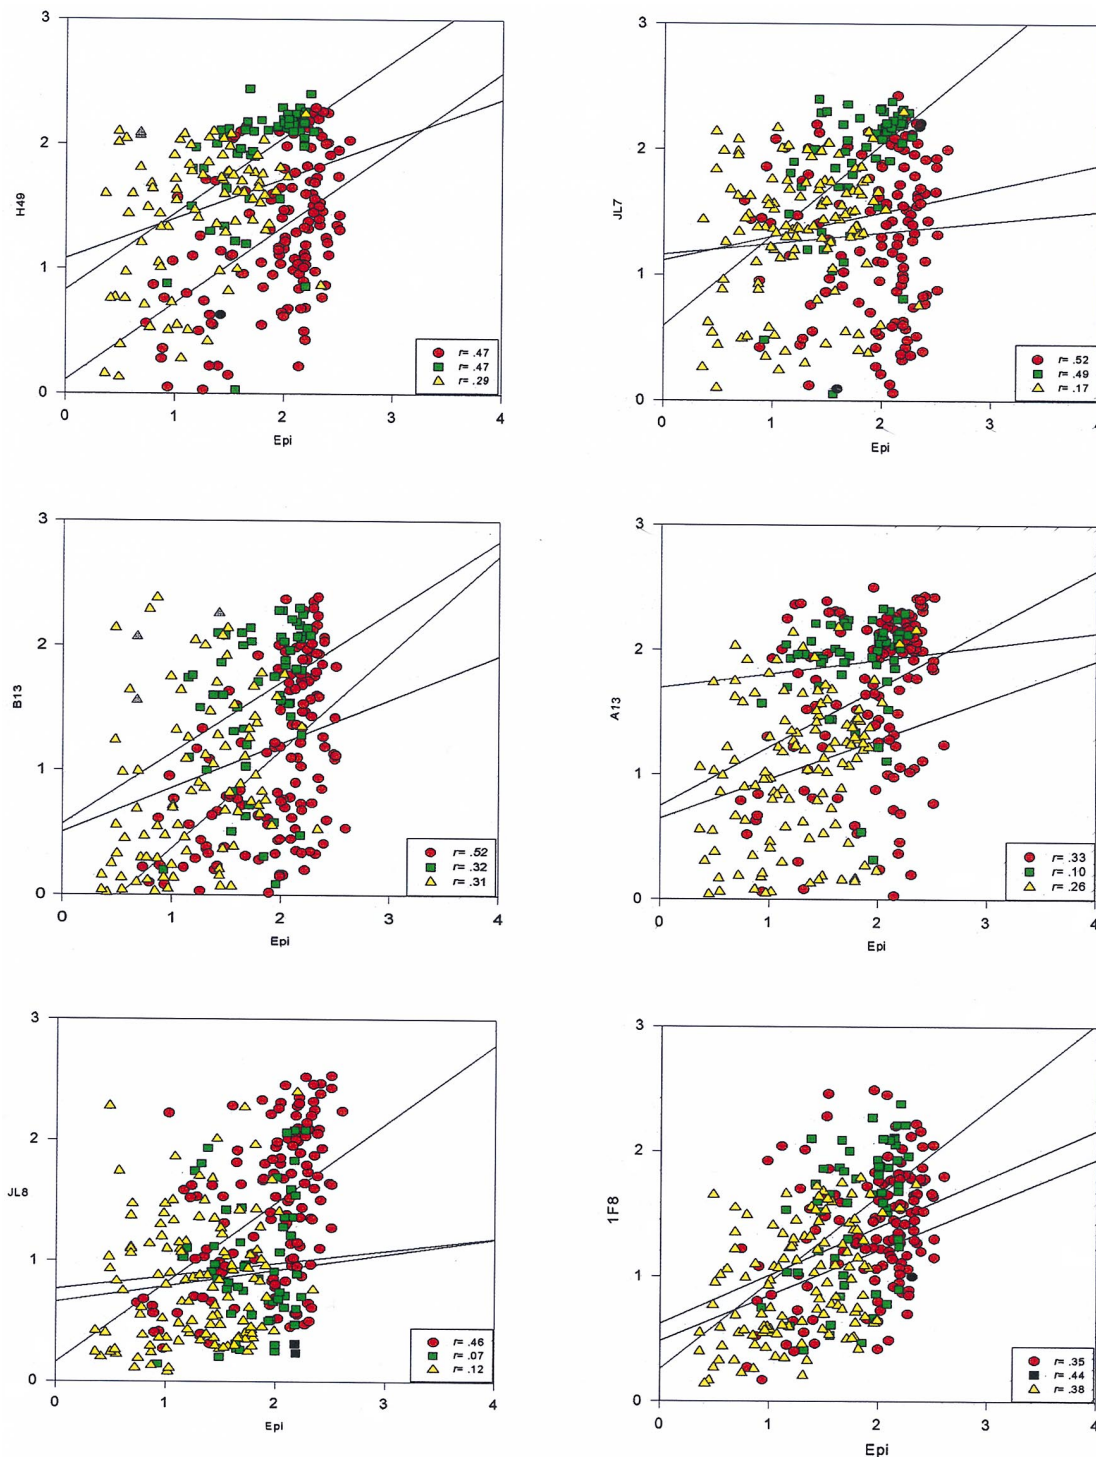 3
2
H49
1
0
0 1 2 3 4
Epi
r= .47
r= .47
r= .29
3
2
JL7
1
0
0 1 2 3 4
Epi
r= .52
r= .49
r= .17
3
2
B13
1
0
0 1 2 3 4
Epi
r= .52
r= .32
r= .31
3
2
A13
1
0
0 1 2 3 4
Epi
r= .33
r= .10
r= .26
3
2
JL8
1
0
0 1 2 3 4
Epi
r= .46
r= .07
r= .12
3
2
1F8
1
0
0 1 2 3 4
Epi
r= .35
r= .44
r= .38